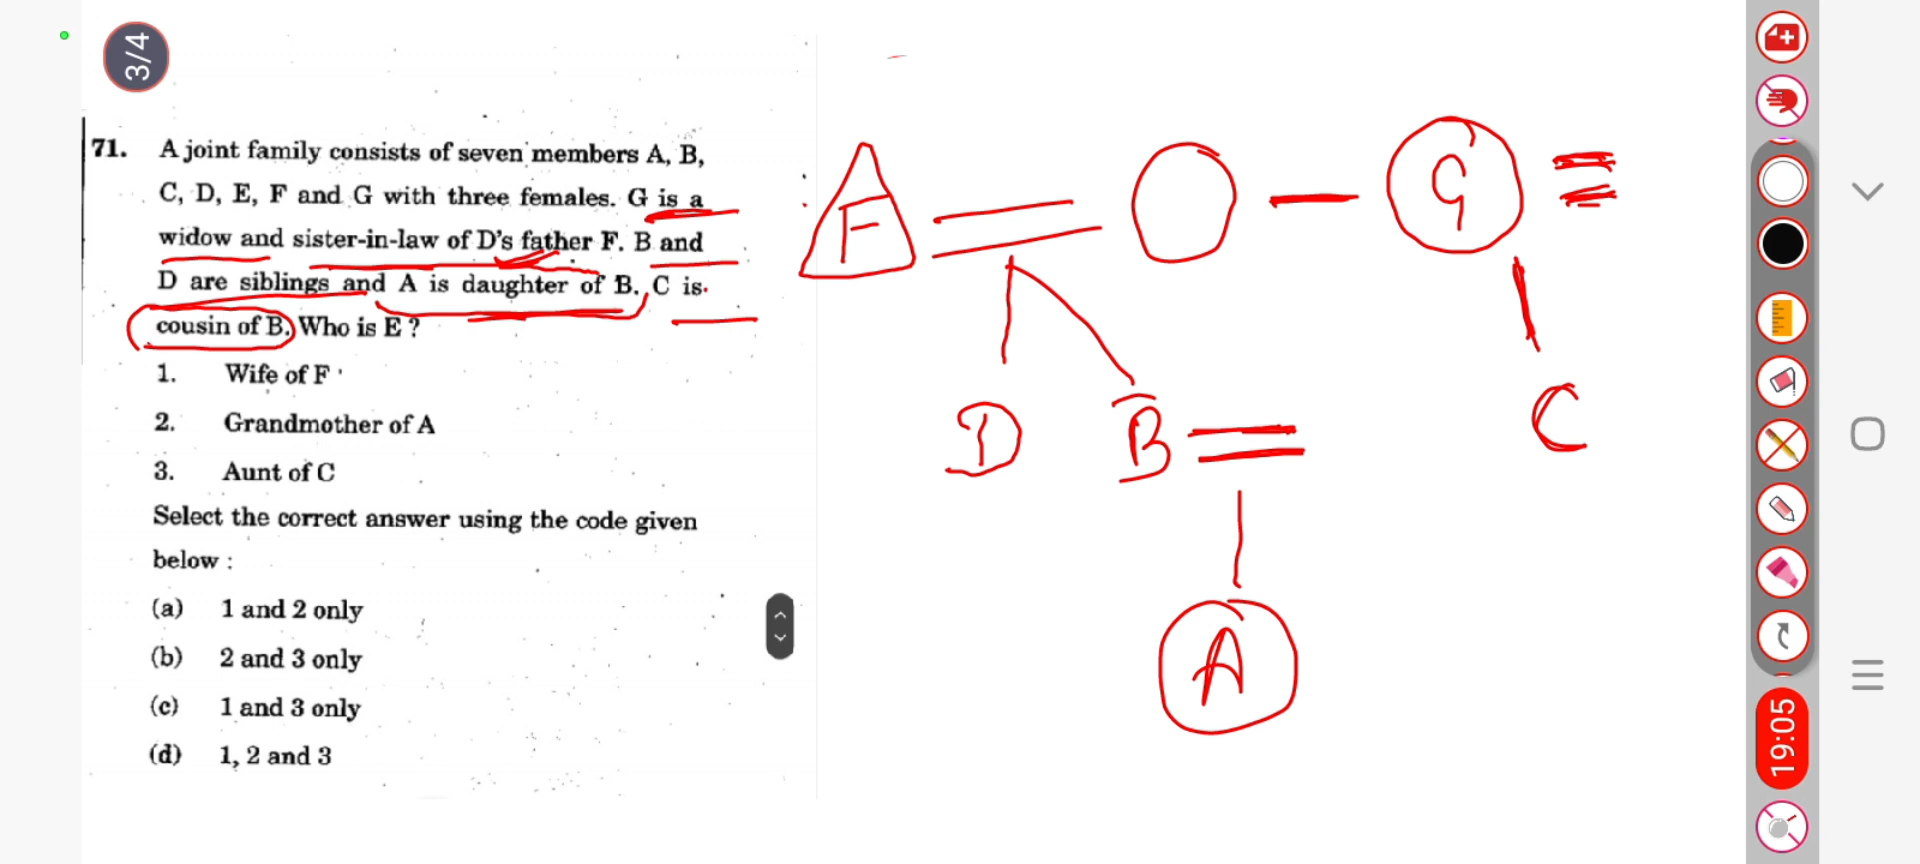 3/4
71. A joint family consists of seven members A, B,
C, D, E, F and G with three females. G is a
widow and sister-in-law of D's father F. B and
D are siblings and A is daughter of B. C is
cousin of B. Who is E ?
1. Wife of F
2. Grandmother of A
3. Aunt of C
Select the correct answer using the code given
below :
(a) 1 and 2 only
(b) 2 and 3 only
(c) 1 and 3 only
(d) 1, 2 and 3
F
G
D
B
C
A
19:05